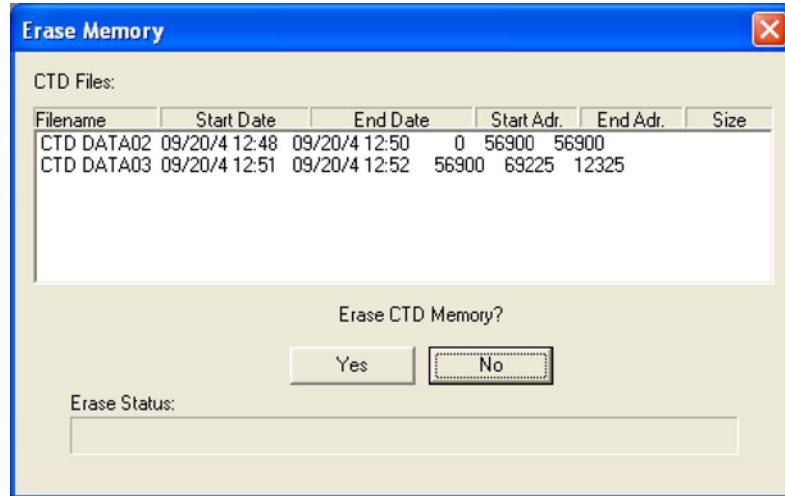 Erase Memory
CTD Files:
Filename Start Date End Date Start Adr. End Adr. Size
CTD DATA02 09/20/4 12:48 09/20/4 12:50 0 56900 56900
CTD DATA03 09/20/4 12:51 09/20/4 12:52 56900 69225 12325
Erase CTD Memory?
Yes No
Erase Status: